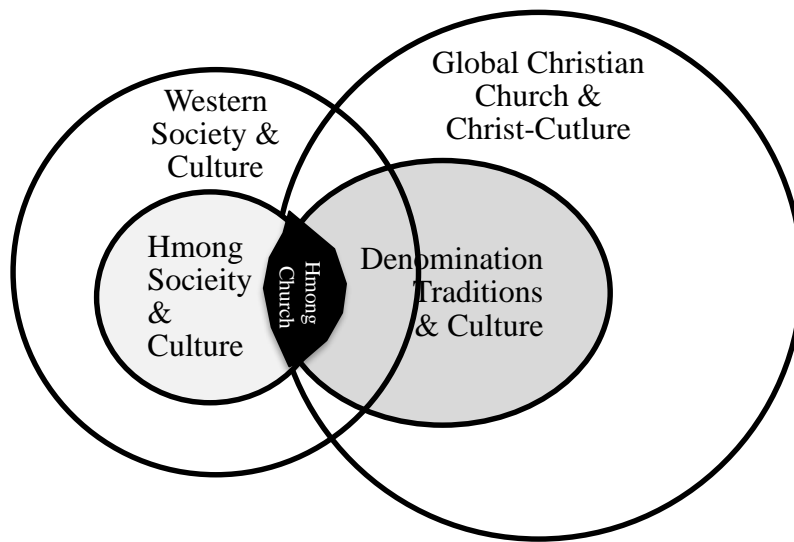 Western
Society &
Culture
Global Christian
Church &
Christ-Cutlure
Hmong
Socieity
&
Culture
Hmong
Church
Denomination
Traditions
& Culture